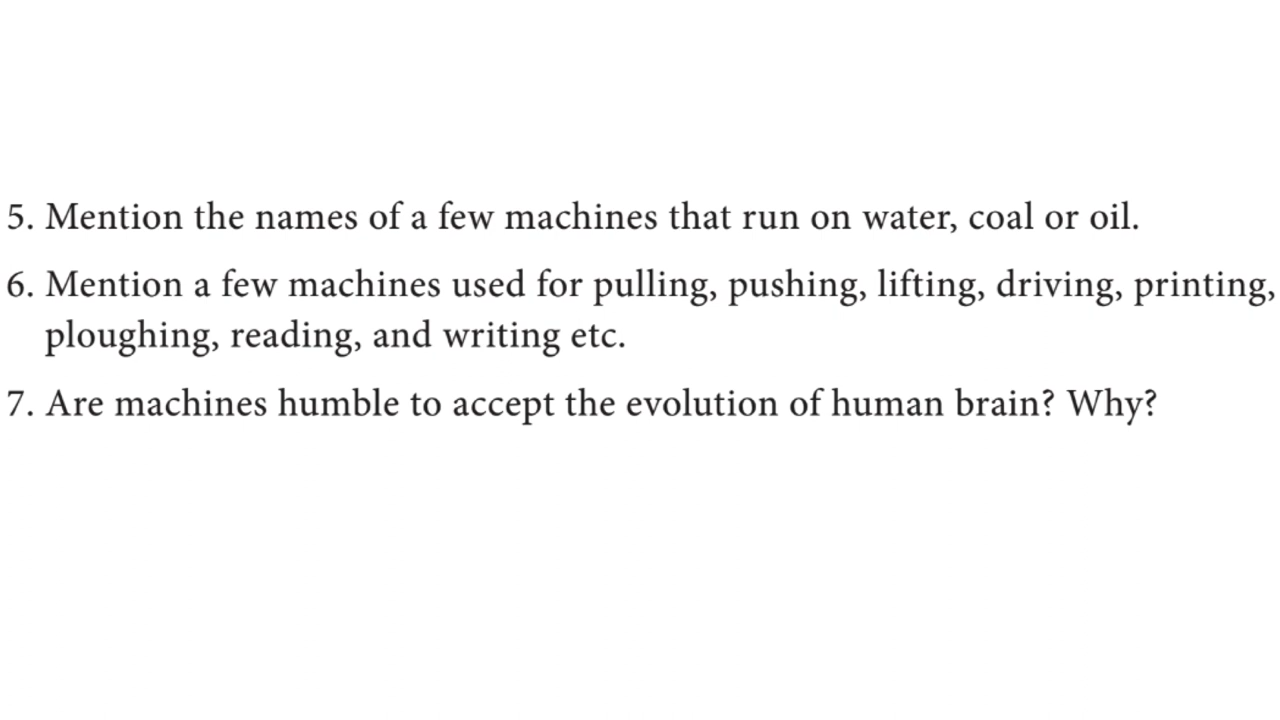 5. Mention the names of a few machines that run on water, coal or oil.
6. Mention a few machines used for pulling, pushing, lifting, driving, printing,
ploughing, reading, and writing etc.
7. Are machines humble to accept the evolution of human brain? Why?